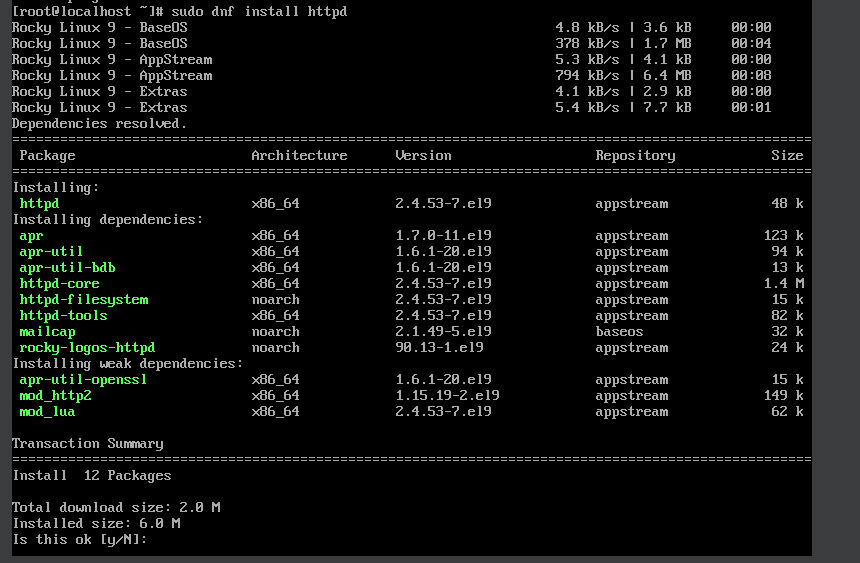 [root@localhost ~]# sudo dnf install httpd
Rocky Linux 9 - BaseOS 4.8 kB/s | 3.6 kB 00:00
Rocky Linux 9 - BaseOS 378 kB/s | 1.7 MB 00:04
Rocky Linux 9 - AppStream 5.3 kB/s | 4.1 kB 00:00
Rocky Linux 9 - AppStream 794 kB/s | 6.4 MB 00:08
Rocky Linux 9 - Extras 4.1 kB/s | 2.9 kB 00:00
Rocky Linux 9 - Extras 5.4 kB/s | 7.7 kB 00:01
Dependencies resolved.
====================================================================================================
Package Architecture Version Repository Size
====================================================================================================
Installing:
httpd x86_64 2.4.53-7.el9 appstream 48 k
Installing dependencies:
apr x86_64 1.7.0-11.el9 appstream 123 k
apr-util x86_64 1.6.1-20.el9 appstream 94 k
apr-util-bdb x86_64 1.6.1-20.el9 appstream 13 k
httpd-core x86_64 2.4.53-7.el9 appstream 1.4 M
httpd-filesystem noarch 2.4.53-7.el9 appstream 15 k
httpd-tools x86_64 2.4.53-7.el9 appstream 82 k
mailcap noarch 2.1.49-5.el9 baseos 32 k
rocky-logos-httpd noarch 90.13-1.el9 appstream 24 k
Installing weak dependencies:
apr-util-openssl x86_64 1.6.1-20.el9 appstream 15 k
mod_http2 x86_64 1.15.19-2.el9 appstream 149 k
mod_lua x86_64 2.4.53-7.el9 appstream 62 k
Transaction Summary
====================================================================================================
Install 12 Packages
Total download size: 2.0 M
Installed size: 6.0 M
Is this ok [y/N]: